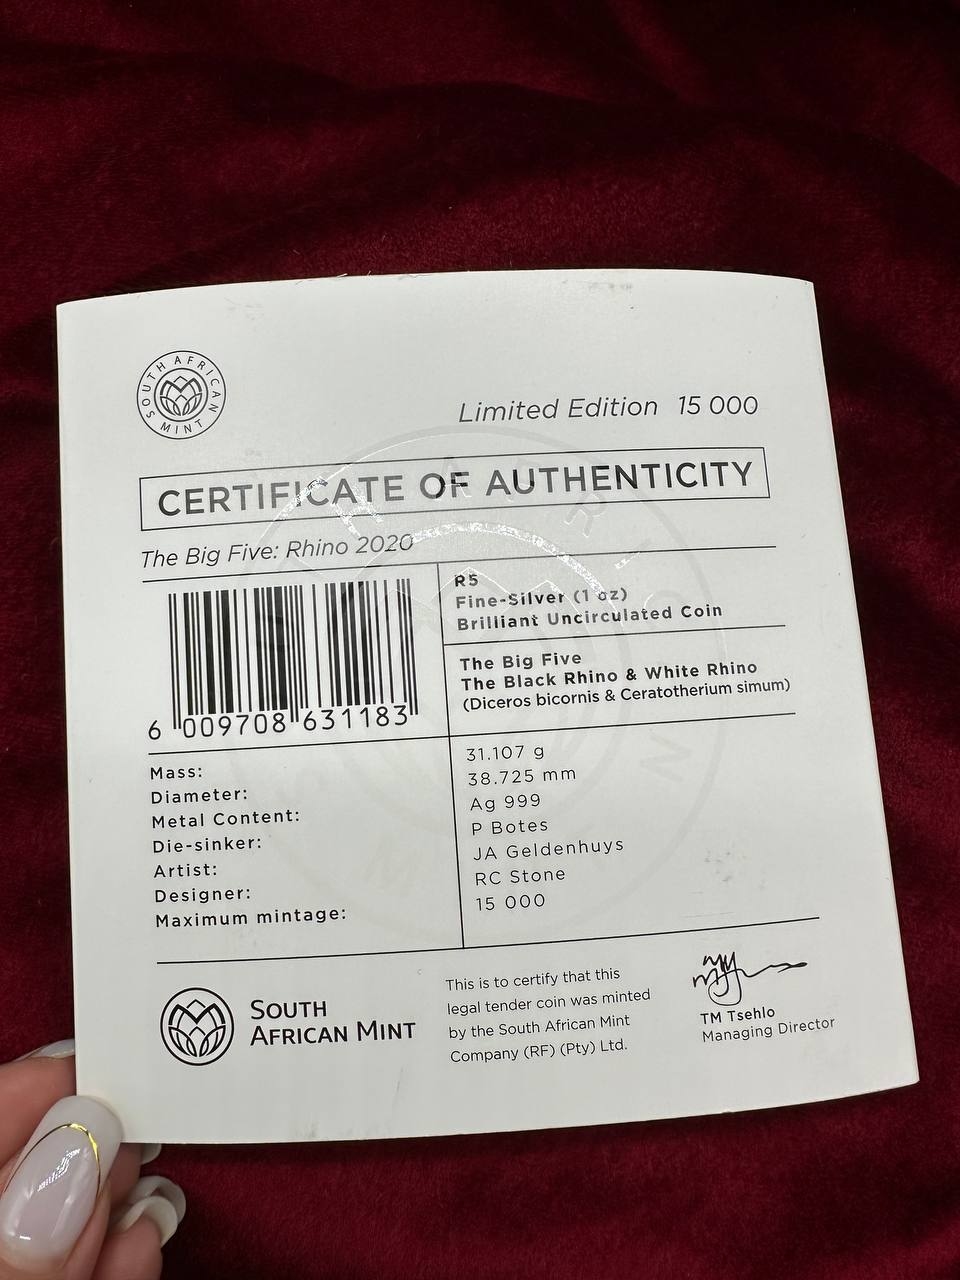 SOUTH AFRICAN MINT
Limited Edition 15 000
CERTIFICATE OF AUTHENTICITY
The Big Five: Rhino 2020
R5
Fine-Silver (1 oz)
Brilliant Uncirculated Coin
The Big Five
The Black Rhino & White Rhino
(Diceros bicornis & Ceratotherium simum)
6 009708 631183
Mass: 31.107 g
Diameter: 38.725 mm
Metal Content: Ag 999
Die-sinker: P Botes
Artist: JA Geldenhuys
Designer: RC Stone
Maximum mintage: 15 000
SOUTH
AFRICAN MINT
This is to certify that this
legal tender coin was minted
by the South African Mint
Company (RF) (Pty) Ltd.
TM Tsehlo
Managing Director